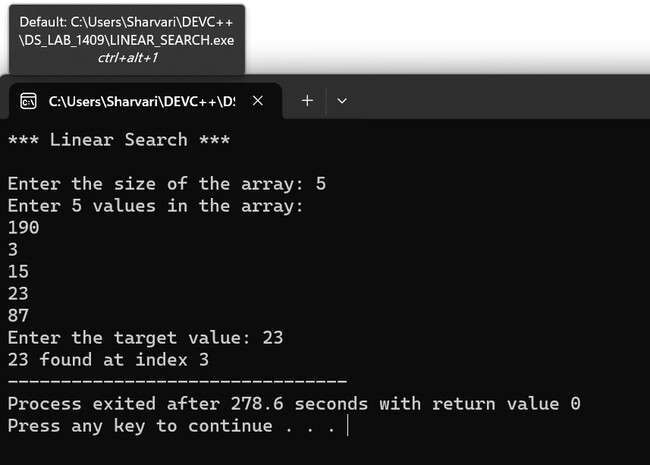 Default: C:\Users\Sharvari\DEVC++
\DS_LAB_1409\LINEAR_SEARCH.exe
ctrl+alt+1
C:\Users\Sharvari\DEVC++\DS
*** Linear Search ***
Enter the size of the array: 5
Enter 5 values in the array:
190
3
15
23
87
Enter the target value: 23
23 found at index 3
--------------------------------
Process exited after 278.6 seconds with return value 0
Press any key to continue . . .